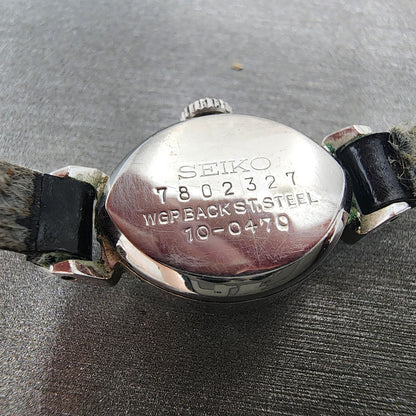 SEIKO
7802327
WGP BACK ST. STEEL
10-0470